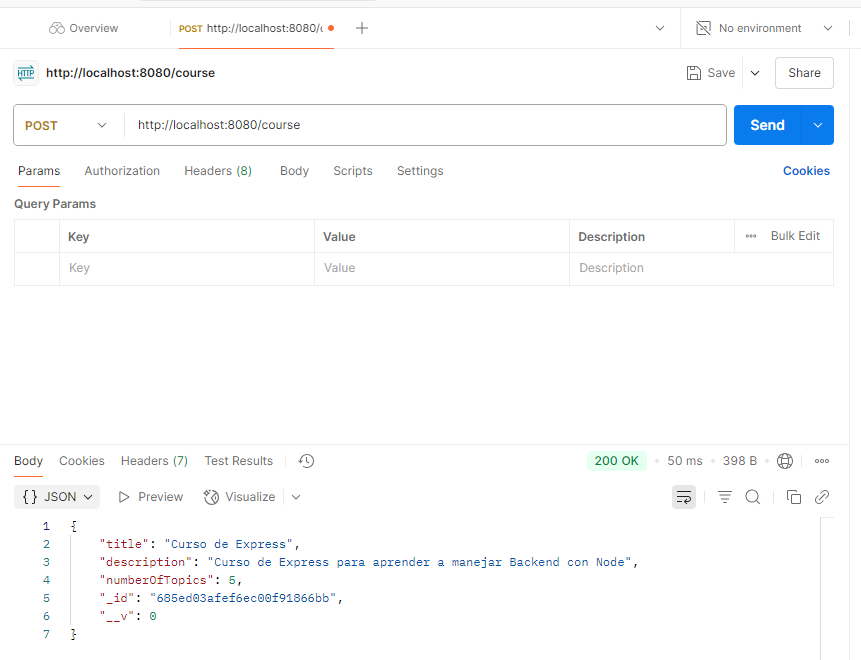 Overview
POST http://localhost:8080/
No environment
HTTP http://localhost:8080/course
Save
Share
POST
http://localhost:8080/course
Send
Params
Authorization
Headers (8)
Body
Scripts
Settings
Cookies
Query Params
Key
Value
Description
Bulk Edit
Key
Value
Description
Body
Cookies
Headers (7)
Test Results
200 OK
50 ms
398 B
{} JSON
Preview
Visualize
1 {
2 "title": "Curso de Express",
3 "description": "Curso de Express para aprender a manejar Backend con Node",
4 "numberOfTopics": 5,
5 "_id": "685ed03afef6ec00f91866bb",
6 "__v": 0
7 }